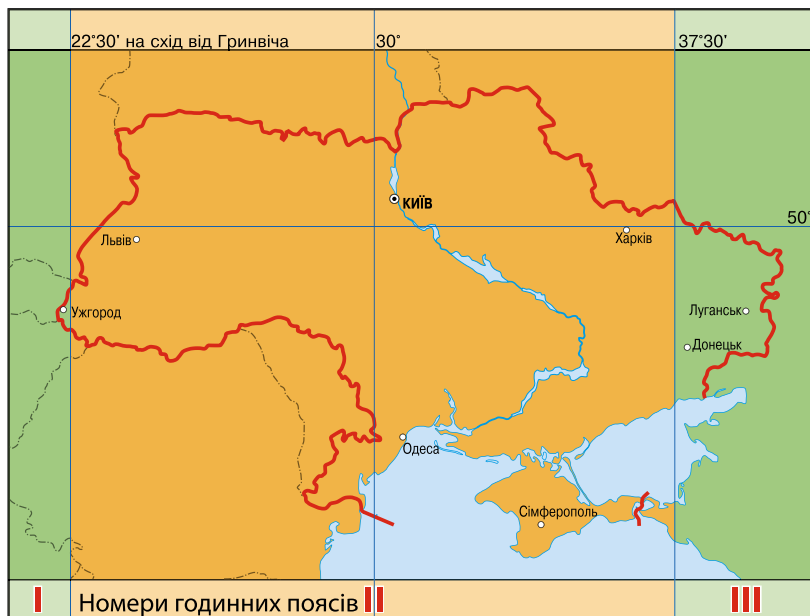 22°30' на схід від Гринвіча 30° 37°30'
КИЇВ
50°
Львів
Харків
Ужгород
Луганськ
Донецьк
Одеса
Сімферополь
I Номери годинних поясів II III